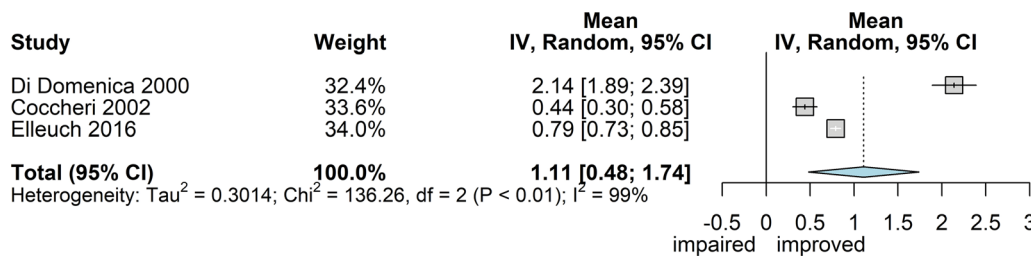 Mean Mean
Study Weight IV, Random, 95% CI IV, Random, 95% CI
Di Domenica 2000 32.4% 2.14 [1.89; 2.39]
Coccheri 2002 33.6% 0.44 [0.30; 0.58]
Elleuch 2016 34.0% 0.79 [0.73; 0.85]
Total (95% CI) 100.0% 1.11 [0.48; 1.74]
Heterogeneity: Tau² = 0.3014; Chi² = 136.26, df = 2 (P < 0.01); I² = 99%
-0.5 0 0.5 1 1.5 2 2.5 3
impaired improved